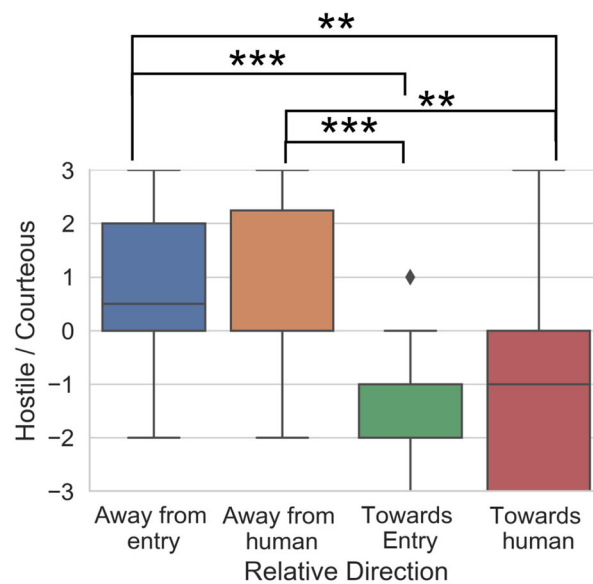 **
***
**
***
3
2
1
0
−1
−2
−3
Hostile / Courteous
Away from entry
Away from human
Towards Entry
Towards human
Relative Direction